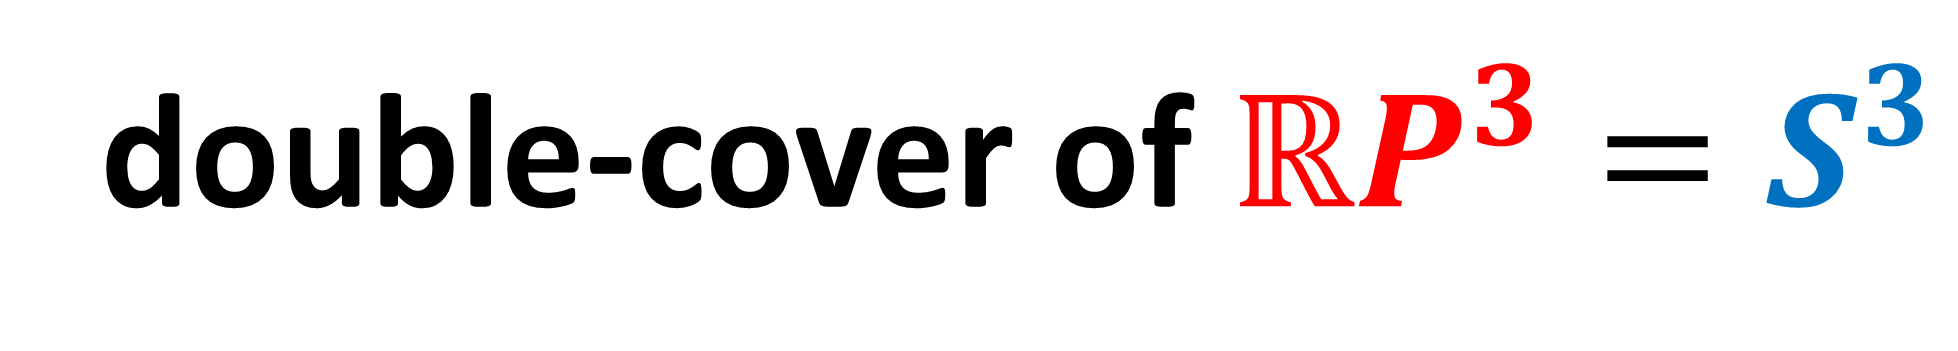 double-cover of ℝP³ = S³